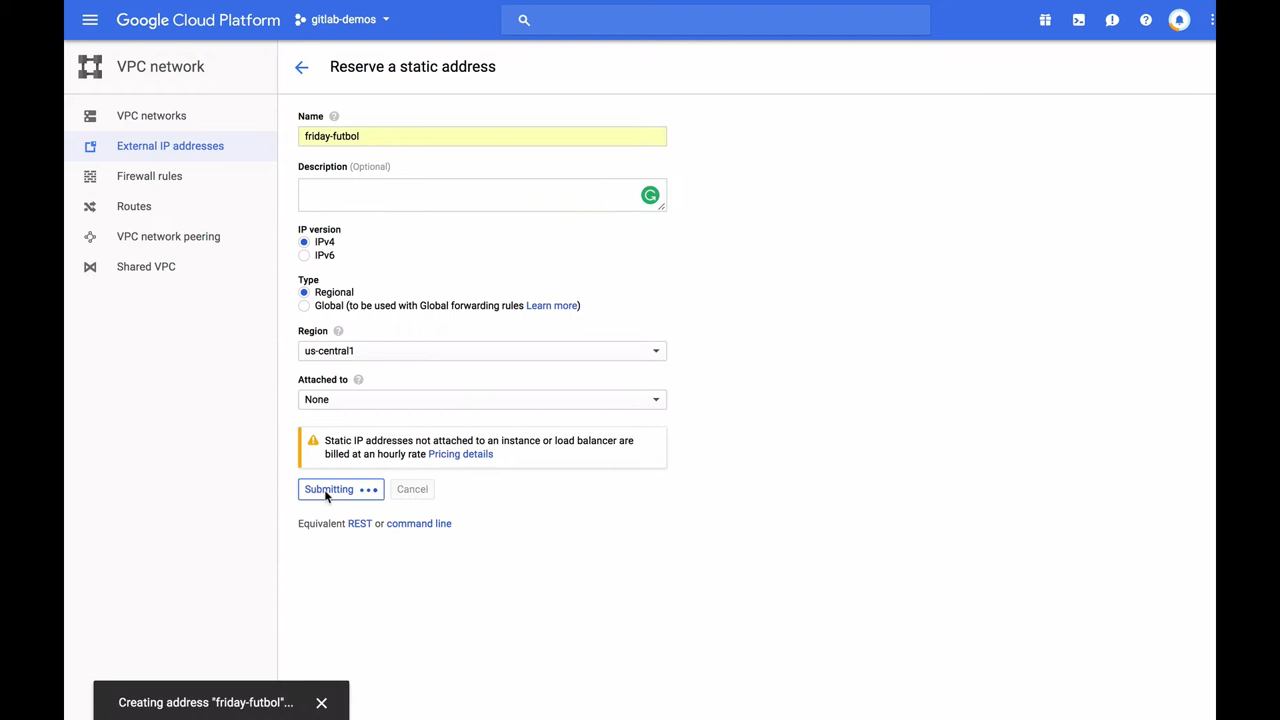 Google Cloud Platform
gitlab-demos
VPC network
Reserve a static address
VPC networks
External IP addresses
Firewall rules
Routes
VPC network peering
Shared VPC
Name
friday-futbol
Description (Optional)
IP version
IPv4
IPv6
Type
Regional
Global (to be used with Global forwarding rules Learn more)
Region
us-central1
Attached to
None
Static IP addresses not attached to an instance or load balancer are
billed at an hourly rate Pricing details
Submitting
Cancel
Equivalent REST or command line
Creating address "friday-futbol"...